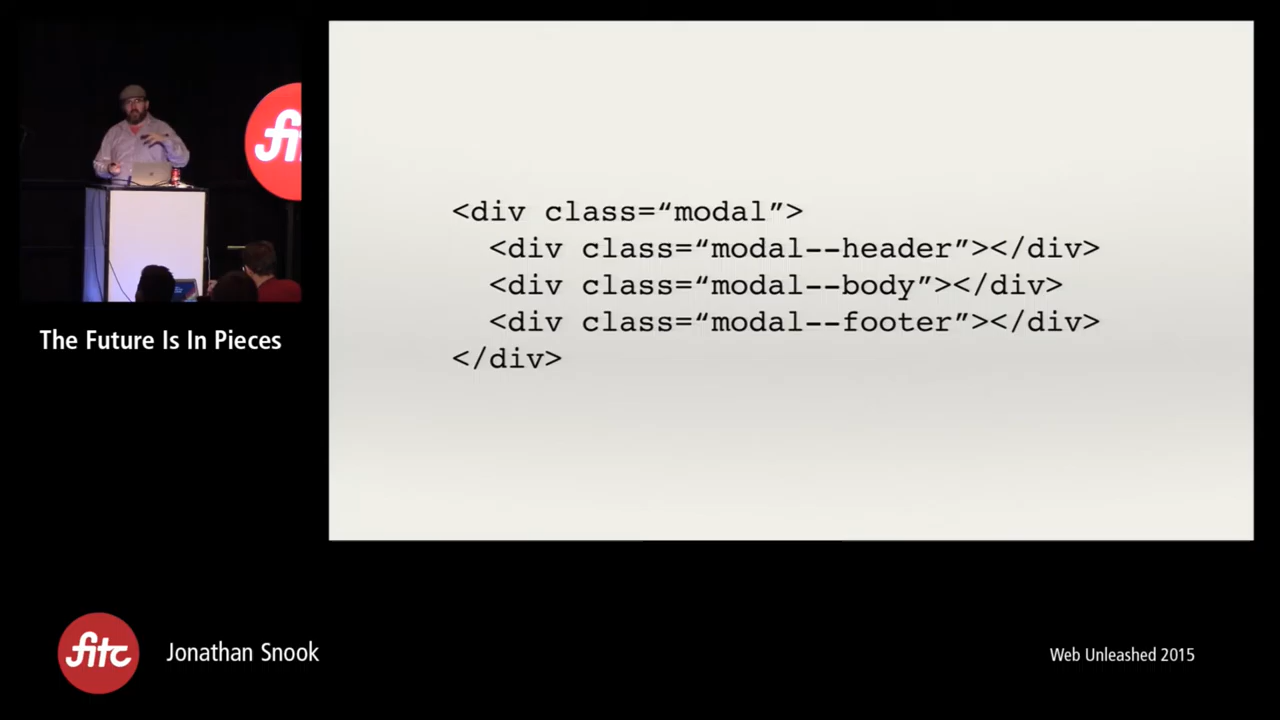 fit
The Future Is In Pieces
<div class=“modal”>
<div class=“modal--header”></div>
<div class=“modal--body”></div>
<div class=“modal--footer”></div>
</div>
fitc
Jonathan Snook
Web Unleashed 2015